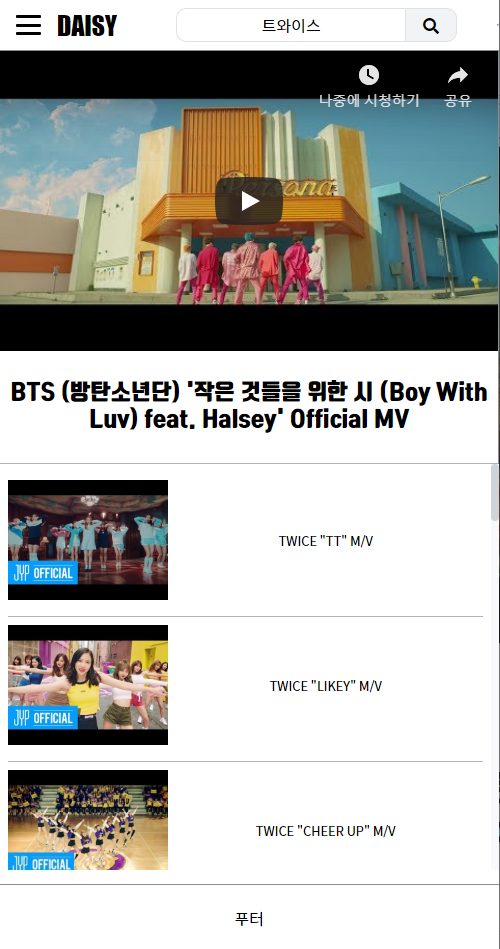 DAISY
트와이스
나중에 시청하기
공유
Persona
BTS (방탄소년단) '작은 것들을 위한 시 (Boy With
Luv) feat. Halsey' Official MV
JYP OFFICIAL
TWICE "TT" M/V
JYP OFFICIAL
TWICE "LIKEY" M/V
JYP OFFICIAL
TWICE "CHEER UP" M/V
푸터